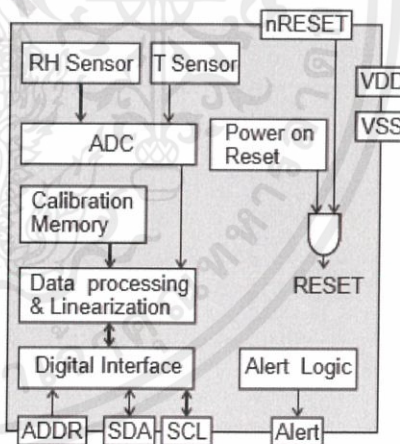 nRESET
RH Sensor
T Sensor
VDD
VSS
ADC
Power on
Reset
Calibration
Memory
RESET
Data processing
& Linearization
Digital Interface
Alert Logic
ADDR
SDA
SCL
Alert